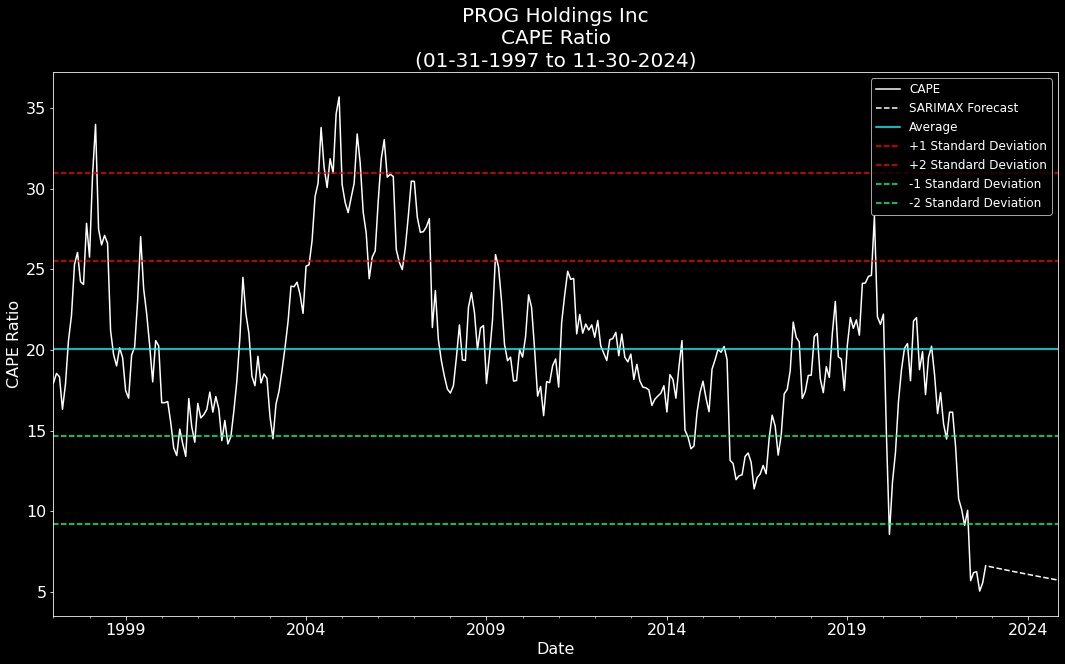 PROG Holdings Inc
CAPE Ratio
(01-31-1997 to 11-30-2024)
CAPE
SARIMAX Forecast
Average
+1 Standard Deviation
+2 Standard Deviation
-1 Standard Deviation
-2 Standard Deviation
CAPE Ratio
35
30
25
20
15
10
5
1999
2004
2009
2014
2019
2024
Date